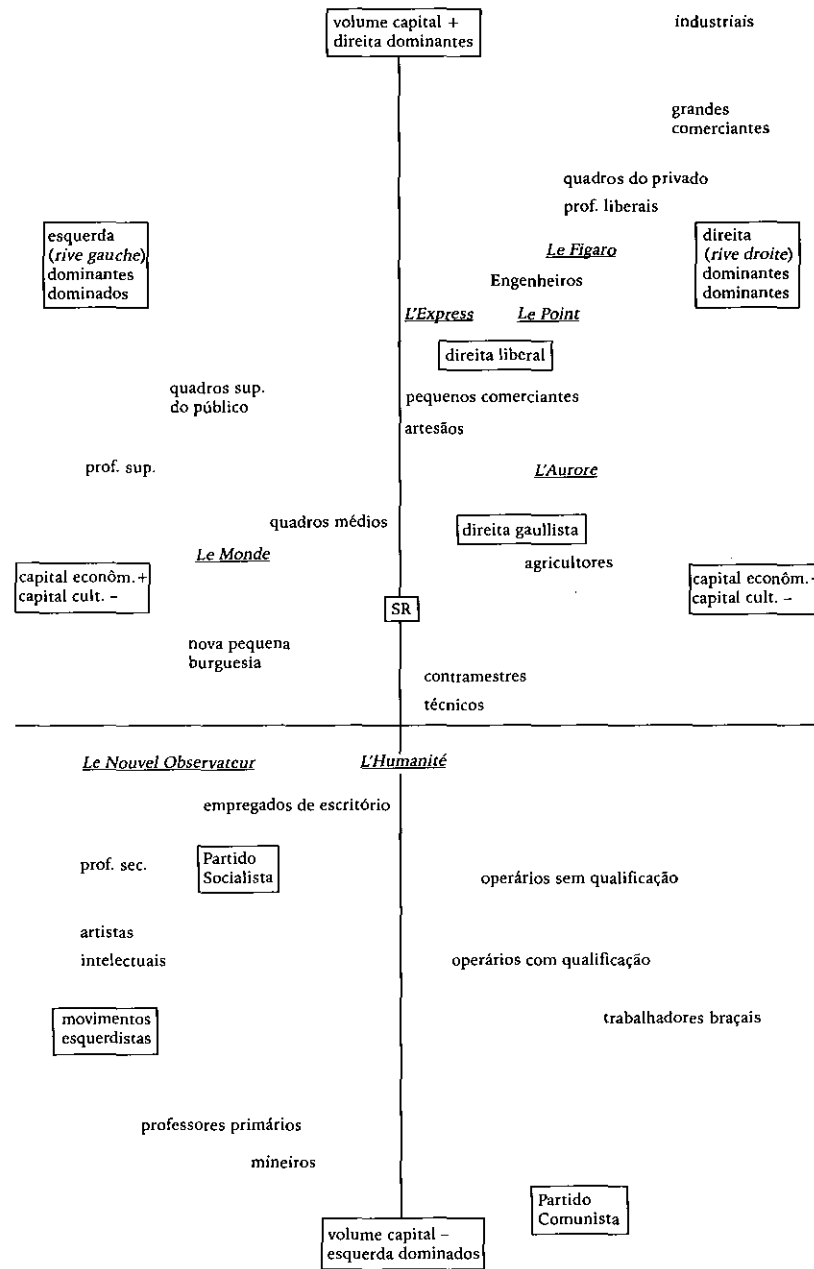 volume capital +
direita dominantes
industriais
grandes
comerciantes
quadros do privado
prof. liberais
esquerda
(rive gauche)
dominantes
dominados
direita
(rive droite)
dominantes
dominantes
Le Figaro
Engenheiros
L'Express
Le Point
direita liberal
quadros sup.
do público
pequenos comerciantes
artesãos
prof. sup.
L'Aurore
quadros médios
direita gaullista
Le Monde
agricultores
capital econôm.+
capital cult. –
SR
capital econôm.-
capital cult. –
nova pequena
burguesia
contramestres
técnicos
Le Nouvel Observateur
L'Humanité
empregados de escritório
prof. sec.
Partido
Socialista
operários sem qualificação
artistas
intelectuais
operários com qualificação
movimentos
esquerdistas
trabalhadores braçais
professores primários
mineiros
Partido
Comunista
volume capital –
esquerda dominados